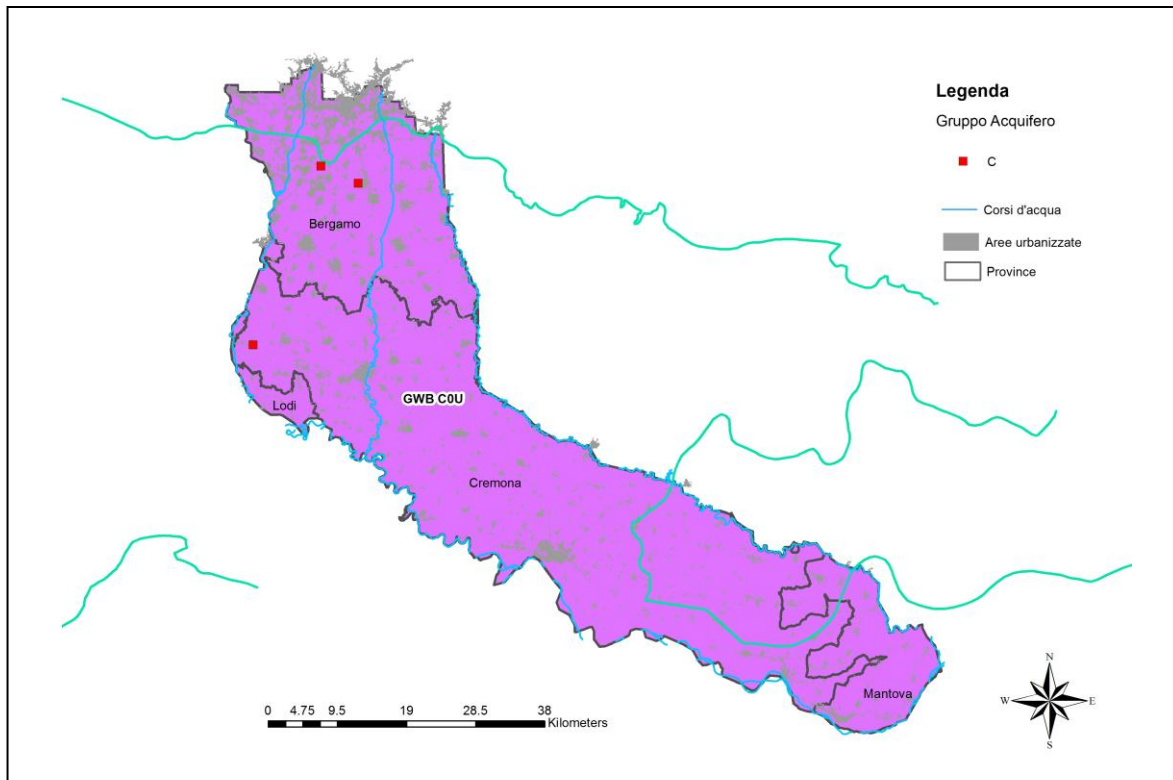 Legenda
Gruppo Acquifero
C
Corsi d'acqua
Aree urbanizzate
Province
Bergamo
Lodi
GWB C0U
Cremona
Mantova
0 4.75 9.5 19 28.5 38
Kilometers
N
W E
S